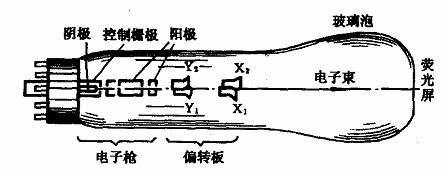 玻璃泡
阴极 控制栅极 阳极
Y₂ X₂
电子束
荧光屏
Y₁ X₁
电子枪 偏转板